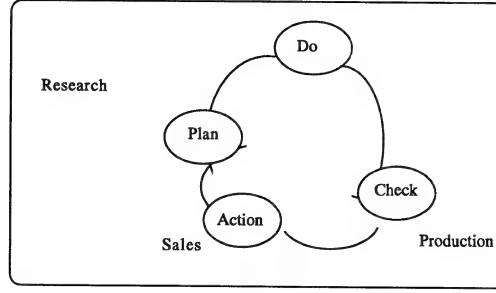 Do
Research
Plan
Check
Action
Sales
Production